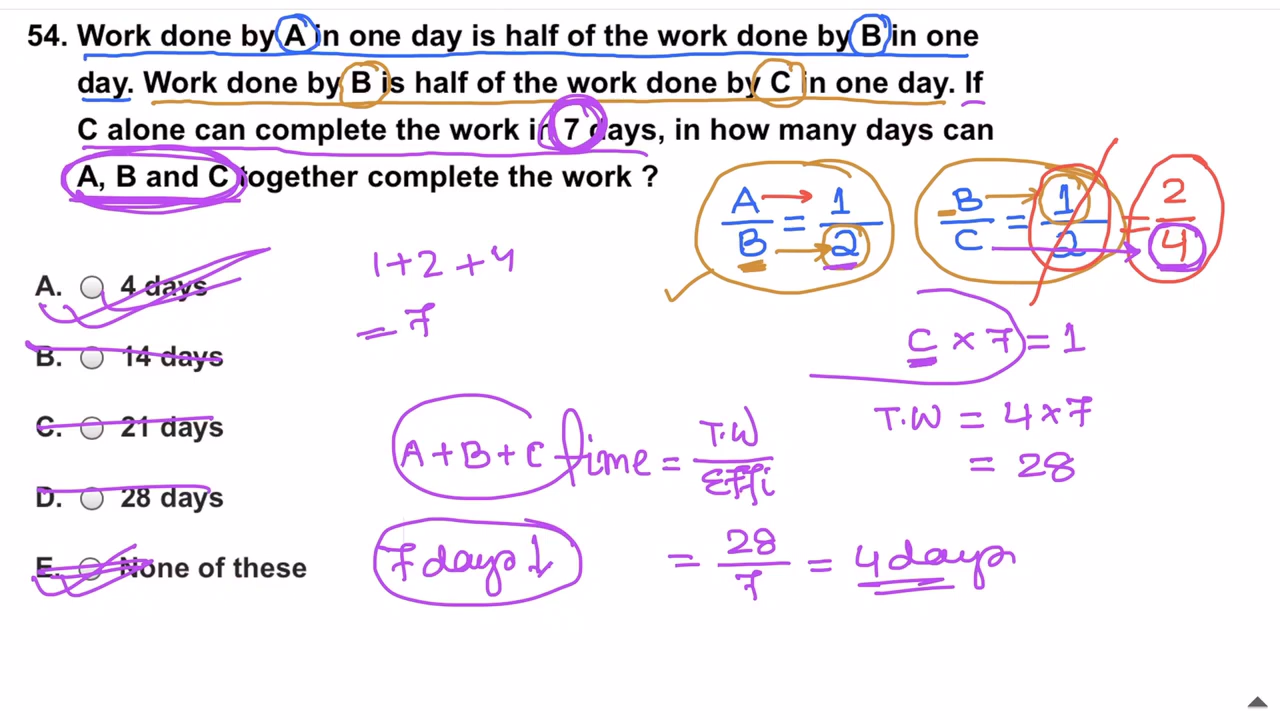 54. Work done by A in one day is half of the work done by B in one
day. Work done by B is half of the work done by C in one day. If
C alone can complete the work in 7 days, in how many days can
A, B and C together complete the work ?
A/B = 1/2
B/C = 1/2 = 2/4
A. 4 days
B. 14 days
C. 21 days
D. 28 days
E. None of these
1+2+4
= 7
C × 7 = 1
T.W = 4×7
= 28
A+B+C time = T.W/Effi
7 days ↓
= 28/7 = 4 days